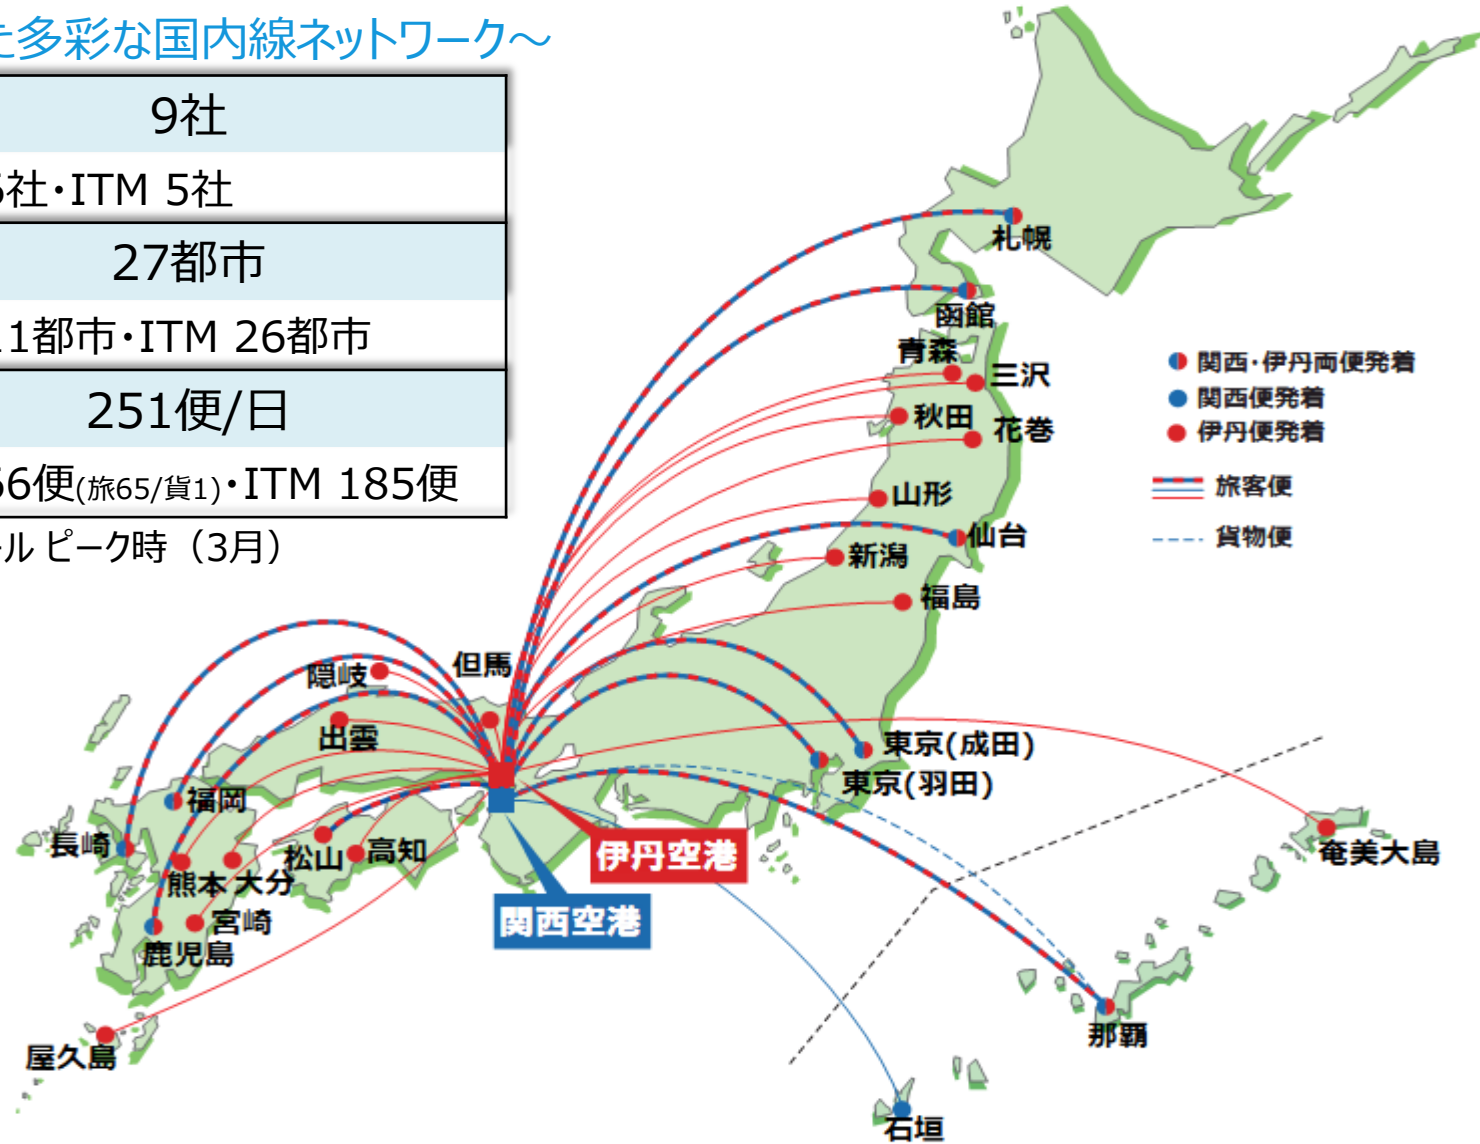 多彩な国内線ネットワーク～
9社
社・ITM 5社
27都市
1都市・ITM 26都市
251便/日
6便(旅65/貨1)・ITM 185便
ル ピーク時（3月）
札幌
函館
青森
三沢
秋田
花巻
山形
仙台
新潟
福島
関西・伊丹両便発着
関西便発着
伊丹便発着
旅客便
貨物便
隠岐
但馬
出雲
東京(成田)
東京(羽田)
福岡
長崎
松山
高知
伊丹空港
奄美大島
熊本
大分
宮崎
関西空港
鹿児島
那覇
屋久島
石垣